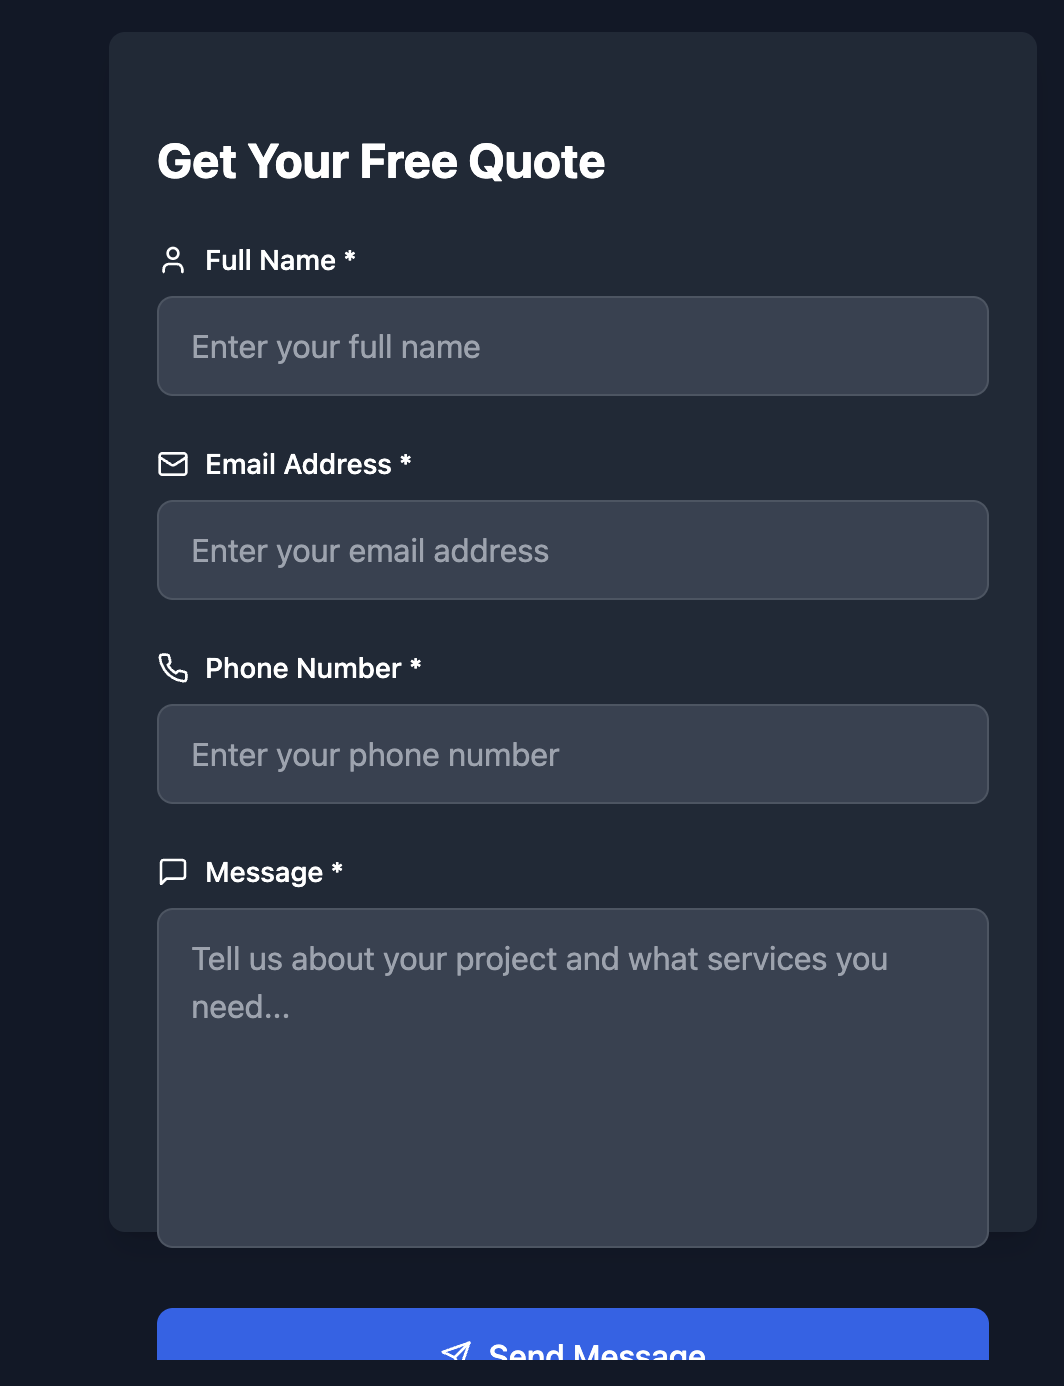 Get Your Free Quote
Full Name *
Enter your full name
Email Address *
Enter your email address
Phone Number *
Enter your phone number
Message *
Tell us about your project and what services you
need...
Send Message